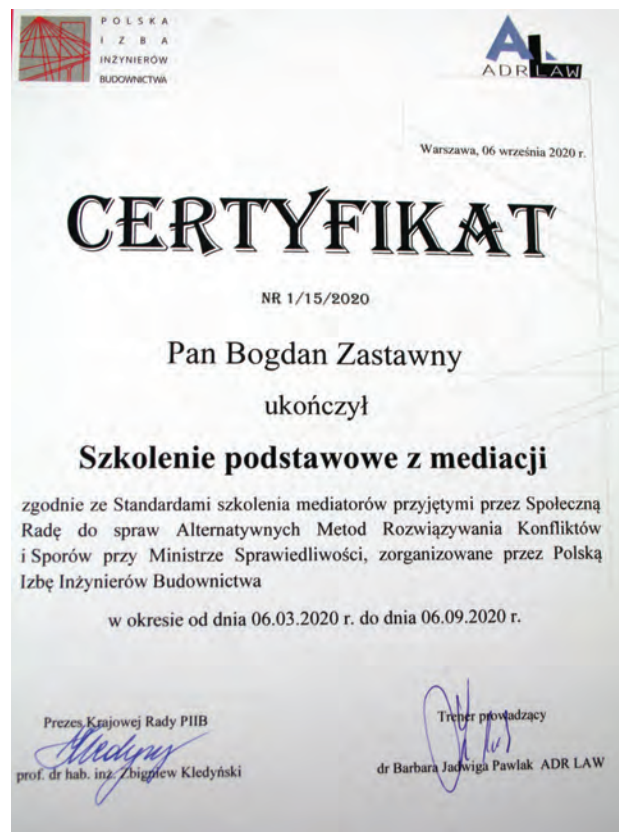 POLSKA
IZBA
INŻYNIERÓW
BUDOWNICTWA
AL
ADR LAW
Warszawa, 06 września 2020 r.
CERTYFIKAT
NR 1/15/2020
Pan Bogdan Zastawny
ukończył
Szkolenie podstawowe z mediacji
zgodnie ze Standardami szkolenia mediatorów przyjętymi przez Społeczną
Radę do spraw Alternatywnych Metod Rozwiązywania Konfliktów
i Sporów przy Ministrze Sprawiedliwości, zorganizowane przez Polską
Izbę Inżynierów Budownictwa
w okresie od dnia 06.03.2020 r. do dnia 06.09.2020 r.
Prezes Krajowej Rady PIIB
prof. dr hab. inż. Zbigniew Kledyński
Trener prowadzący
dr Barbara Jadwiga Pawlak ADR LAW